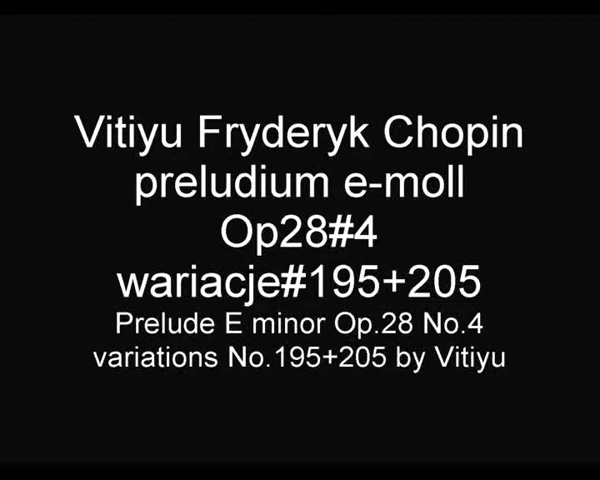 Vitiyu Fryderyk Chopin
preludium e-moll
Op28#4
wariacje#195+205
Prelude E minor Op.28 No.4
variations No.195+205 by Vitiyu